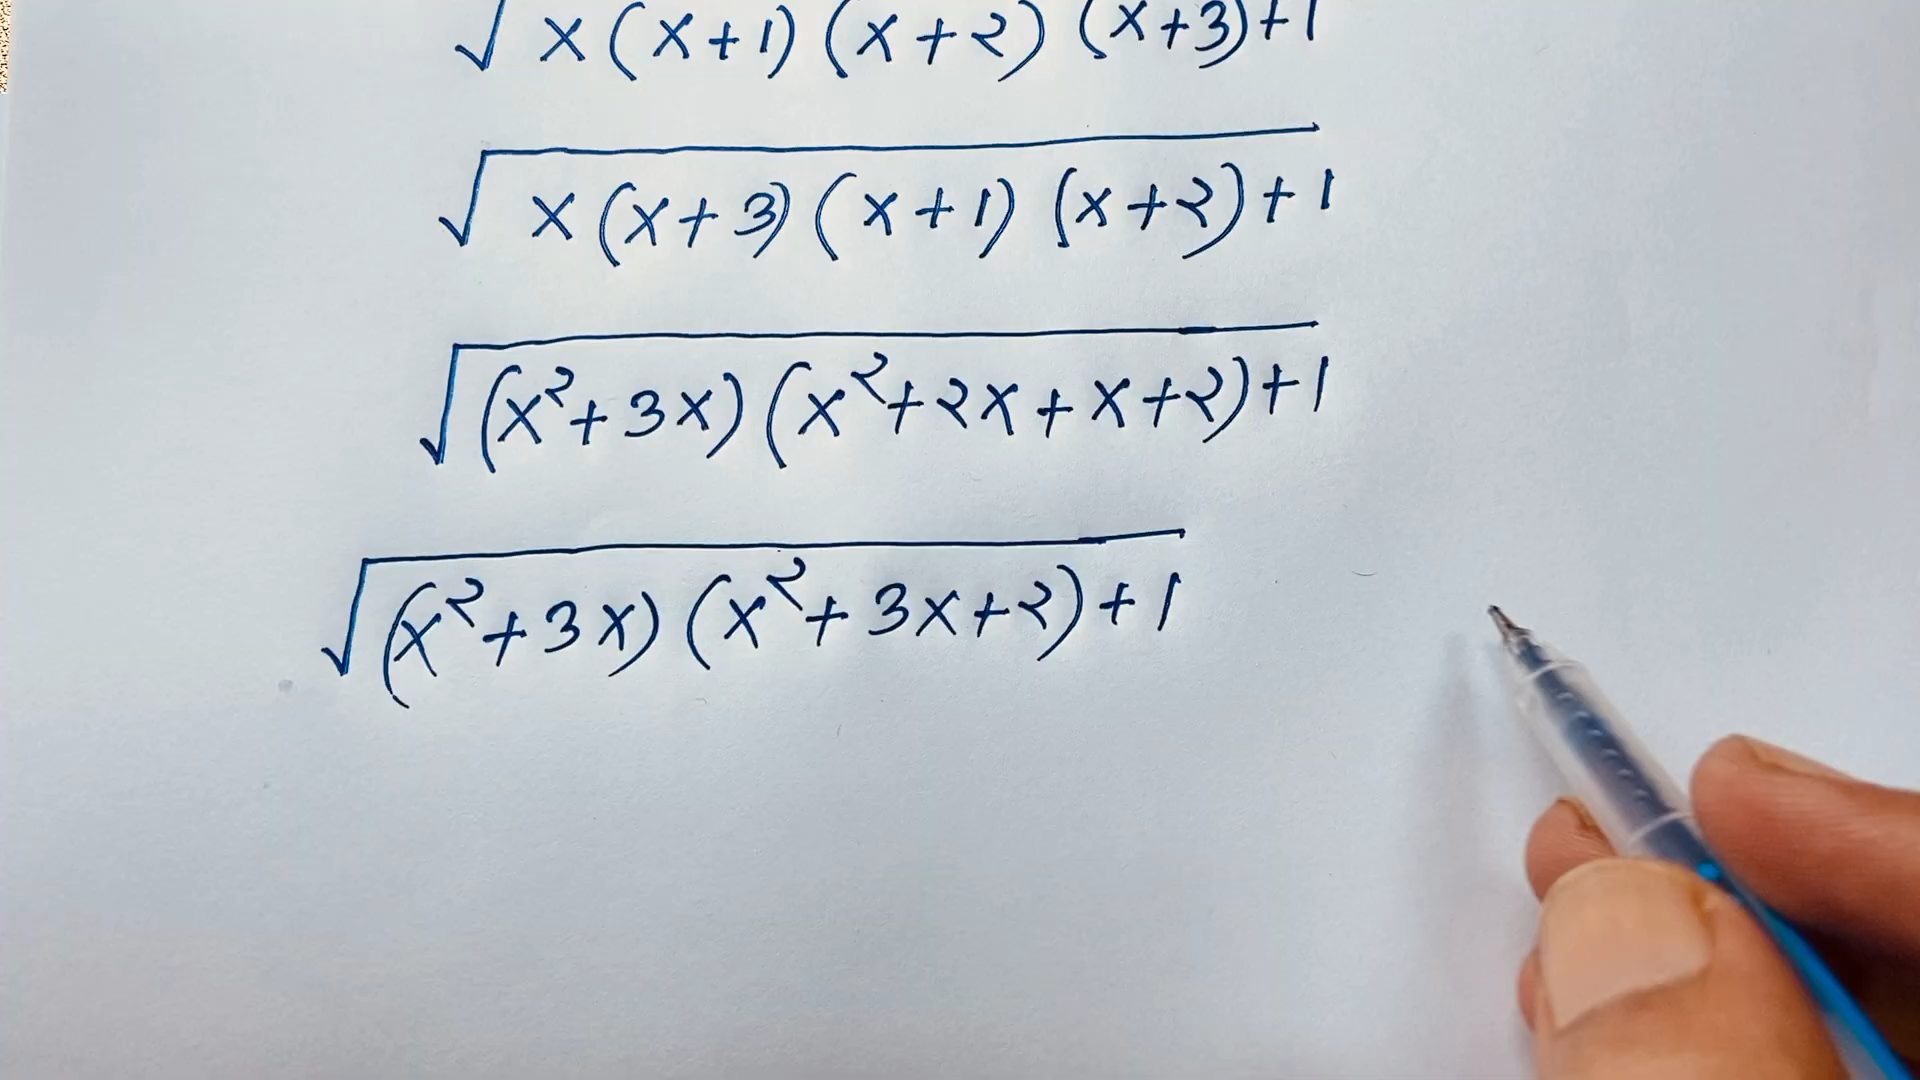 √x(x+1)(x+2)(x+3)+1
√x(x+3)(x+1)(x+2)+1
√(x²+3x)(x²+2x+x+2)+1
√(x²+3x)(x²+3x+2)+1